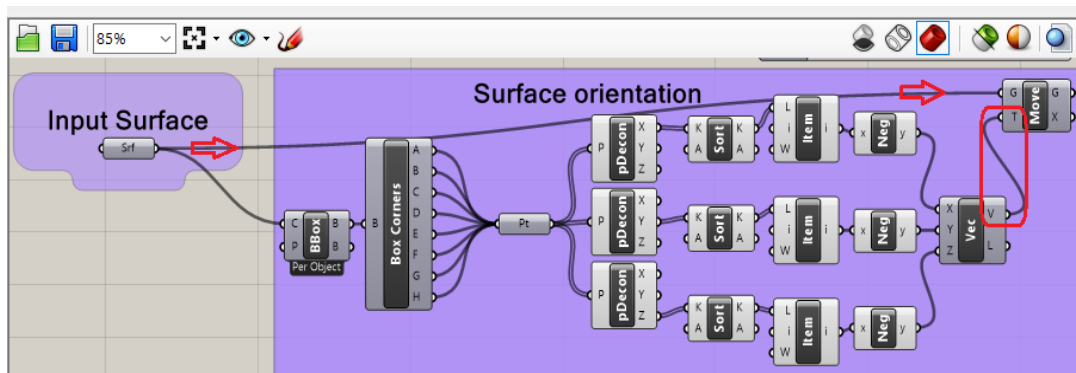 85%
Surface orientation
Input Surface
Srf
G
T
Move
G
X
C
P
BBox
B
B
Per Object
B
Box Corners
A
B
C
D
E
F
G
H
Pt
P
pDecon
X
Y
Z
K
A
Sort
K
A
L
i
W
Item
i
x
Neg
y
P
pDecon
X
Y
Z
K
A
Sort
K
A
L
i
W
Item
i
x
Neg
y
P
pDecon
X
Y
Z
K
A
Sort
K
A
L
i
W
Item
i
x
Neg
y
X
Y
Z
Vec
V
L